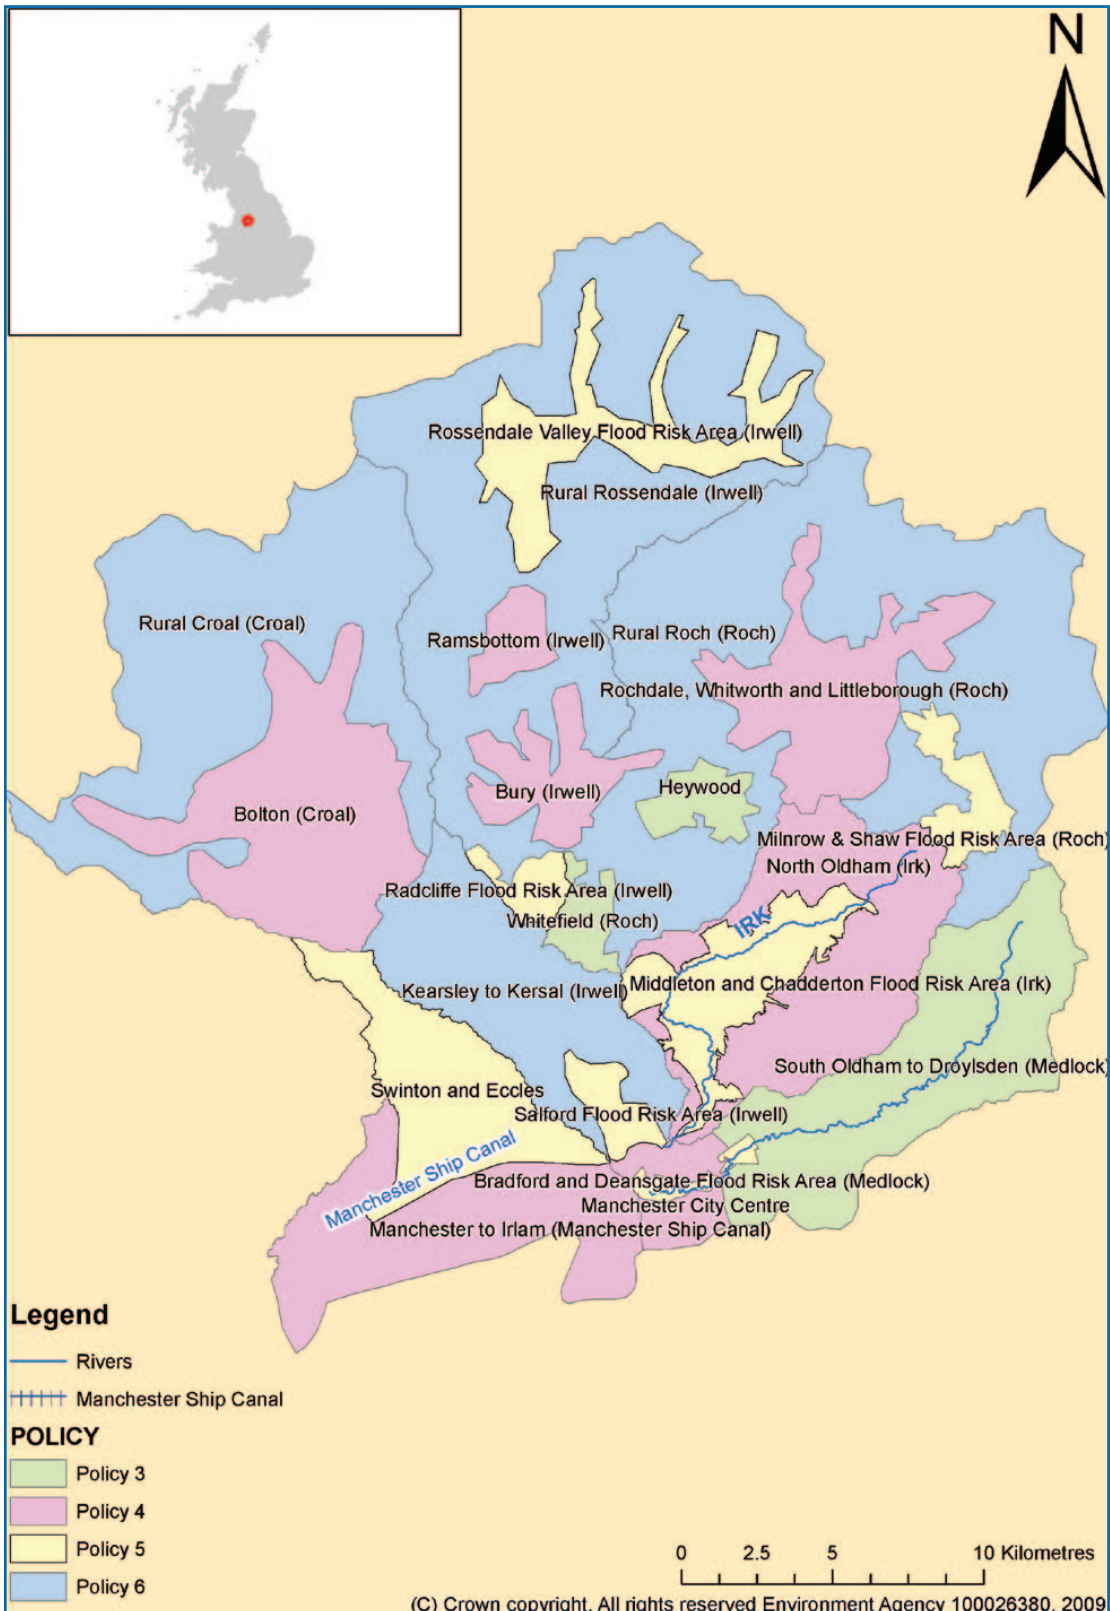 N
Rossendale Valley Flood Risk Area (Irwell)
Rural Rossendale (Irwell)
Rural Croal (Croal)
Ramsbottom (Irwell)
Rural Roch (Roch)
Rochdale, Whitworth and Littleborough (Roch)
Bolton (Croal)
Bury (Irwell)
Heywood
Milnrow & Shaw Flood Risk Area (Roch)
North Oldham (Irk)
Radcliffe Flood Risk Area (Irwell)
Whitefield (Roch)
IRK
Kearsley to Kersal (Irwell)
Middleton and Chadderton Flood Risk Area (Irk)
South Oldham to Droylsden (Medlock)
Swinton and Eccles
Salford Flood Risk Area (Irwell)
Manchester Ship Canal
Bradford and Deansgate Flood Risk Area (Medlock)
Manchester City Centre
Manchester to Irlam (Manchester Ship Canal)
Legend
Rivers
Manchester Ship Canal
POLICY
Policy 3
Policy 4
Policy 5
Policy 6
0 2.5 5 10 Kilometres
(C) Crown copyright. All rights reserved Environment Agency 100026380, 2009